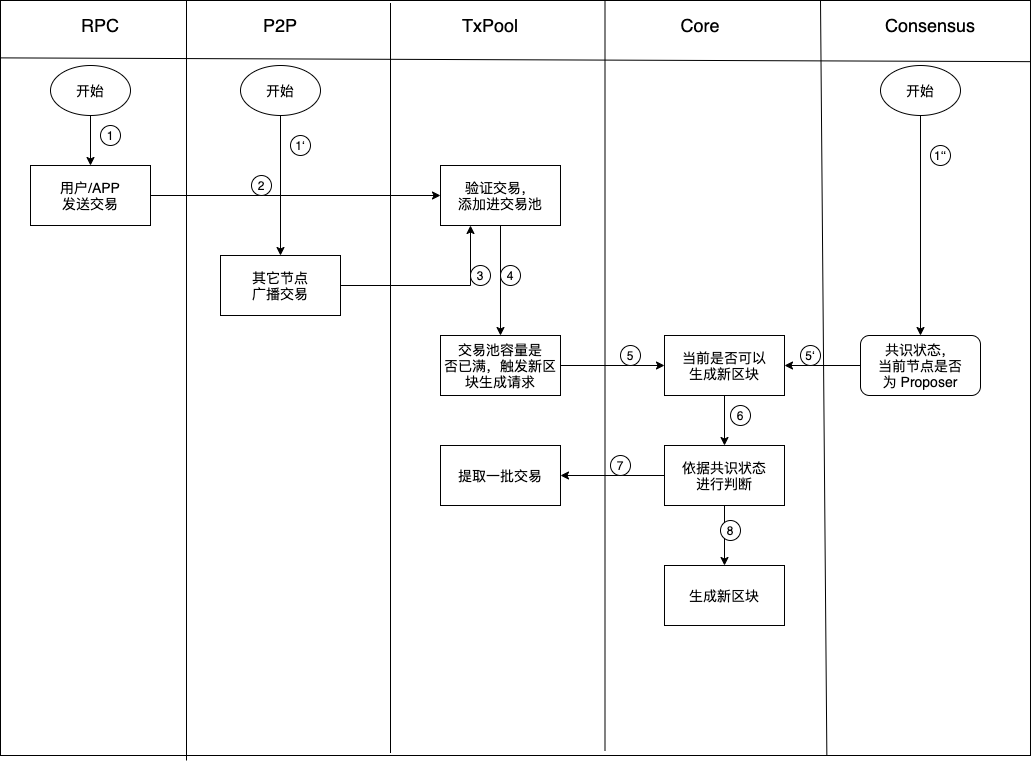 RPC
P2P
TxPool
Core
Consensus
开始
开始
开始
1
1‘
1“
用户/APP
发送交易
2
验证交易，
添加进交易池
其它节点
广播交易
3
4
交易池容量是
否已满，触发新区
块生成请求
5
当前是否可以
生成新区块
5‘
共识状态，
当前节点是否
为 Proposer
6
提取一批交易
7
依据共识状态
进行判断
8
生成新区块